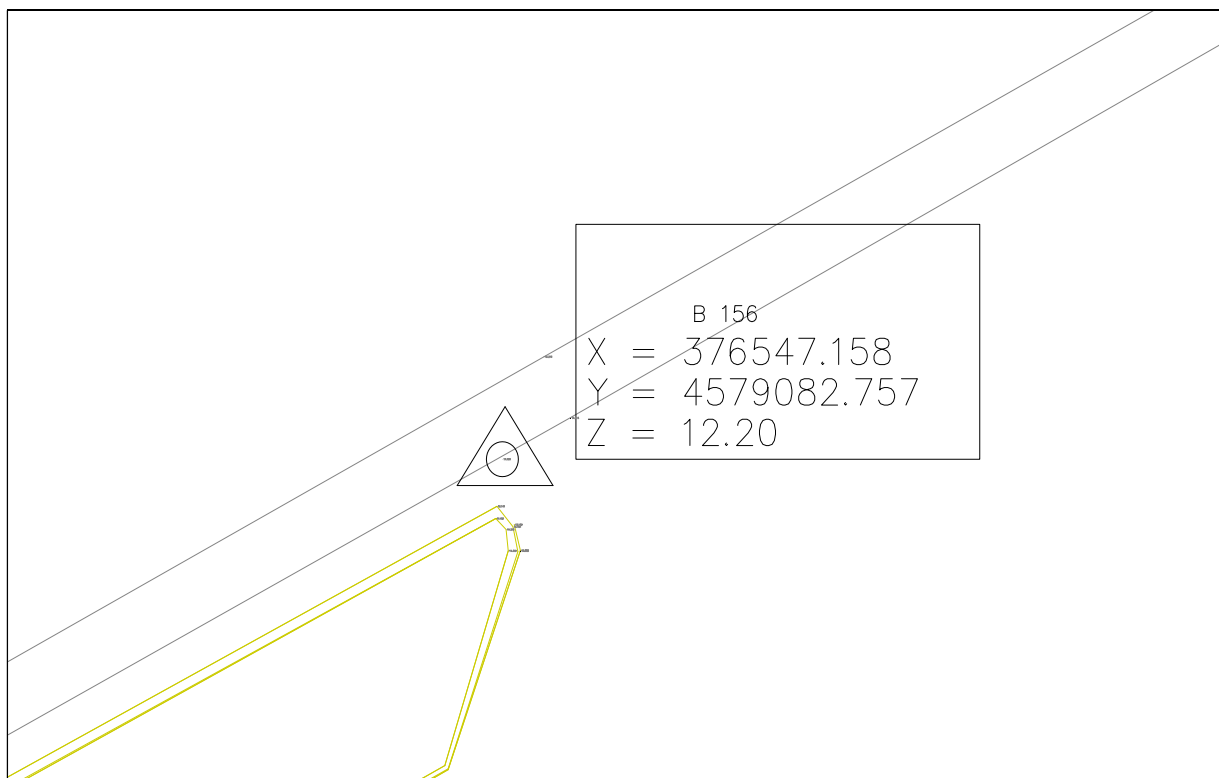 B 156
X = 376547.158
Y = 4579082.757
Z = 12.20